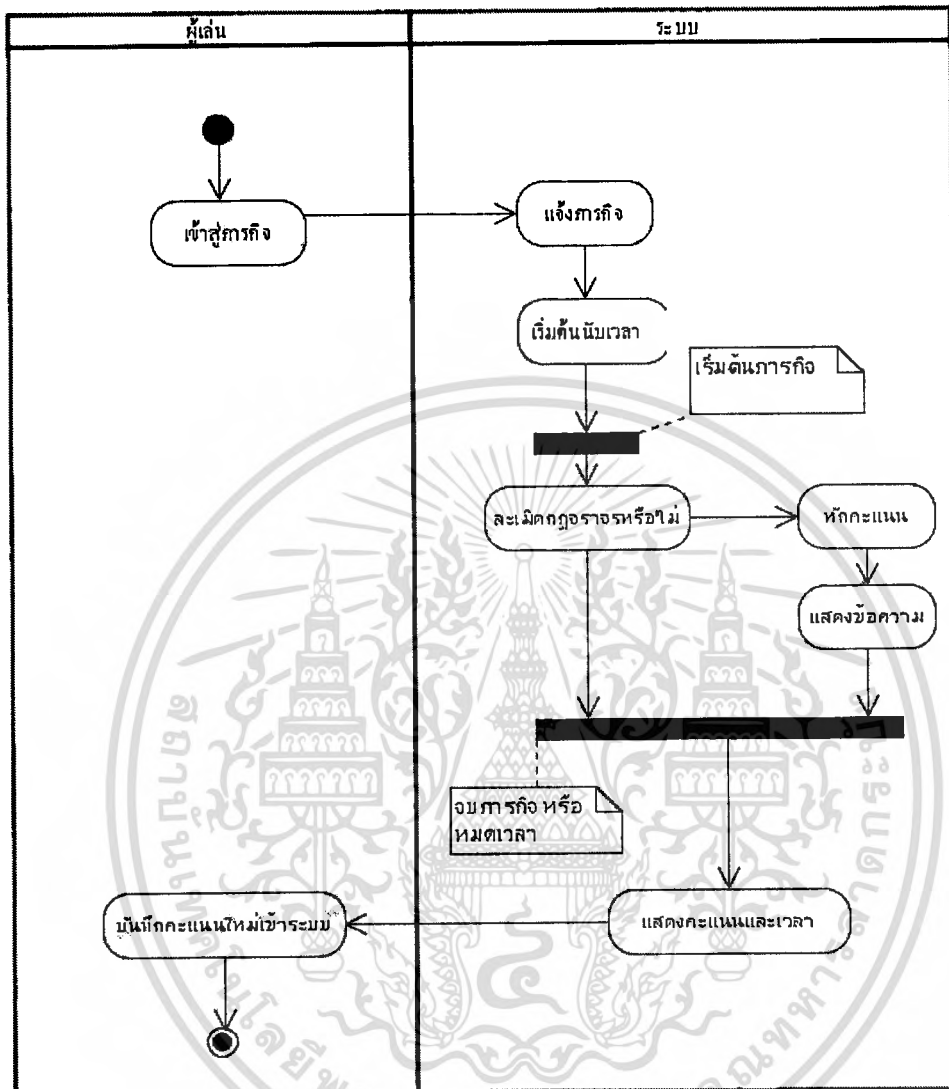 ผู้เล่น
ระบบ
เข้าสู่ภารกิจ
แจ้งภารกิจ
เริ่มต้นนับเวลา
เริ่มต้นภารกิจ
ละเมิดกฎจราจรหรือไม่
หักคะแนน
แสดงข้อความ
จบภารกิจ หรือ
หมดเวลา
แสดงคะแนนและเวลา
บันทึกคะแนนใหม่เข้าระบบ